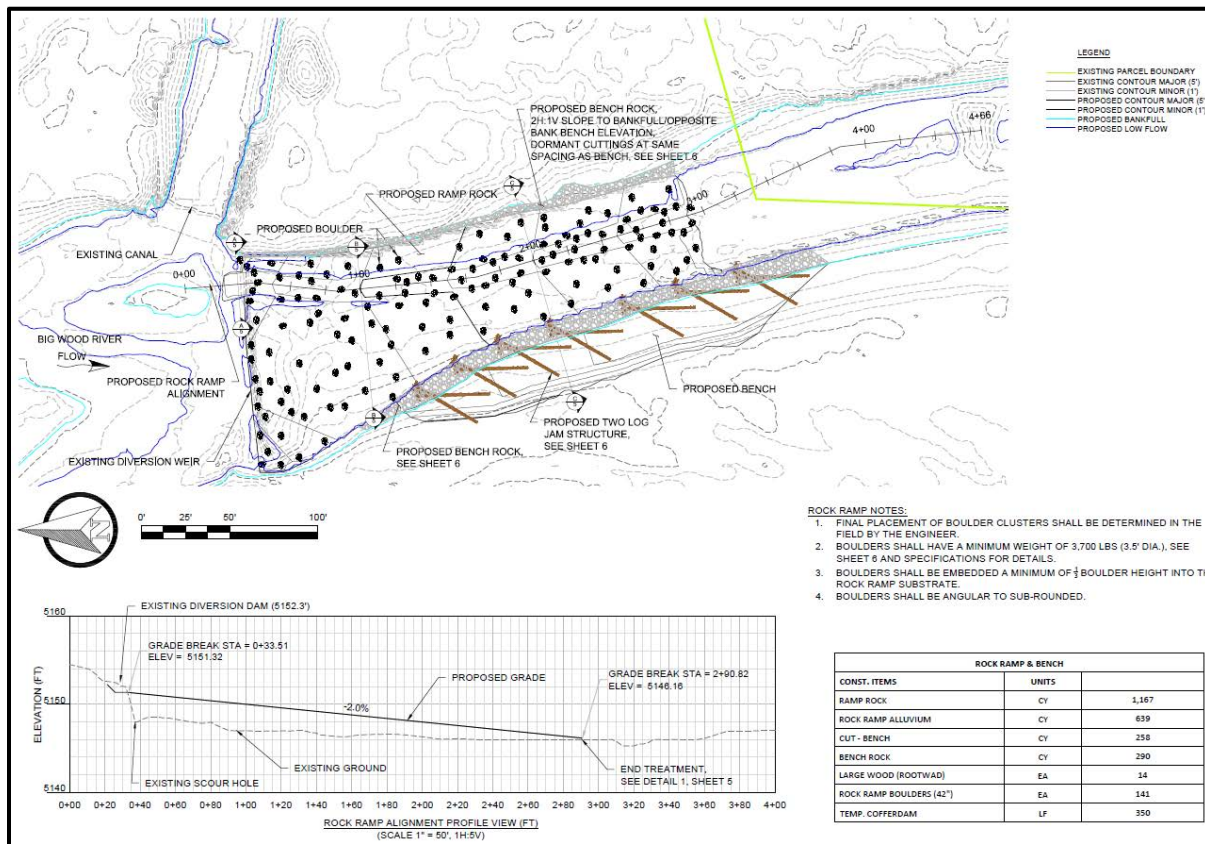 LEGEND
EXISTING PARCEL BOUNDARY
EXISTING CONTOUR MAJOR (5')
EXISTING CONTOUR MINOR (1')
PROPOSED CONTOUR MAJOR (5'
PROPOSED CONTOUR MINOR (1')
PROPOSED BANKFULL
PROPOSED LOW FLOW
PROPOSED BENCH ROCK,
2H:1V SLOPE TO BANKFULL/OPPOSITE
BANK BENCH ELEVATION,
DORMANT CUTTINGS AT SAME
SPACING AS BENCH, SEE SHEET 6
4+00
4+66
PROPOSED RAMP ROCK
PROPOSED BOULDER
EXISTING CANAL
0+00
1+00
2+00
3+00
BIG WOOD RIVER
FLOW
PROPOSED ROCK RAMP
ALIGNMENT
EXISTING DIVERSION WEIR
PROPOSED BENCH ROCK,
SEE SHEET 6
PROPOSED TWO LOG
JAM STRUCTURE,
SEE SHEET 6
PROPOSED BENCH
N
0'
25'
50'
100'
ROCK RAMP NOTES:
1. FINAL PLACEMENT OF BOULDER CLUSTERS SHALL BE DETERMINED IN THE
FIELD BY THE ENGINEER.
2. BOULDERS SHALL HAVE A MINIMUM WEIGHT OF 3,700 LBS (3.5' DIA.), SEE
SHEET 6 AND SPECIFICATIONS FOR DETAILS.
3. BOULDERS SHALL BE EMBEDDED A MINIMUM OF BOULDER HEIGHT INTO TH
ROCK RAMP SUBSTRATE.
4. BOULDERS SHALL BE ANGULAR TO SUB-ROUNDED.
5160
5150
5140
ELEVATION (FT)
EXISTING DIVERSION DAM (5152.3')
GRADE BREAK STA = 0+33.51
ELEV = 5151.32
PROPOSED GRADE
-2.0%
GRADE BREAK STA = 2+90.82
ELEV = 5146.16
EXISTING GROUND
EXISTING SCOUR HOLE
END TREATMENT,
SEE DETAIL 1, SHEET 5
0+00 0+20 0+40 0+60 0+80 1+00 1+20 1+40 1+60 1+80 2+00 2+20 2+40 2+60 2+80 3+00 3+20 3+40 3+60 3+80 4+00
ROCK RAMP ALIGNMENT PROFILE VIEW (FT)
(SCALE 1" = 50', 1H:5V)
ROCK RAMP & BENCH
CONST. ITEMS UNITS
RAMP ROCK CY 1,167
ROCK RAMP ALLUVIUM CY 639
CUT - BENCH CY 258
BENCH ROCK CY 290
LARGE WOOD (ROOTWAD) EA 14
ROCK RAMP BOULDERS (42") EA 141
TEMP. COFFERDAM LF 350